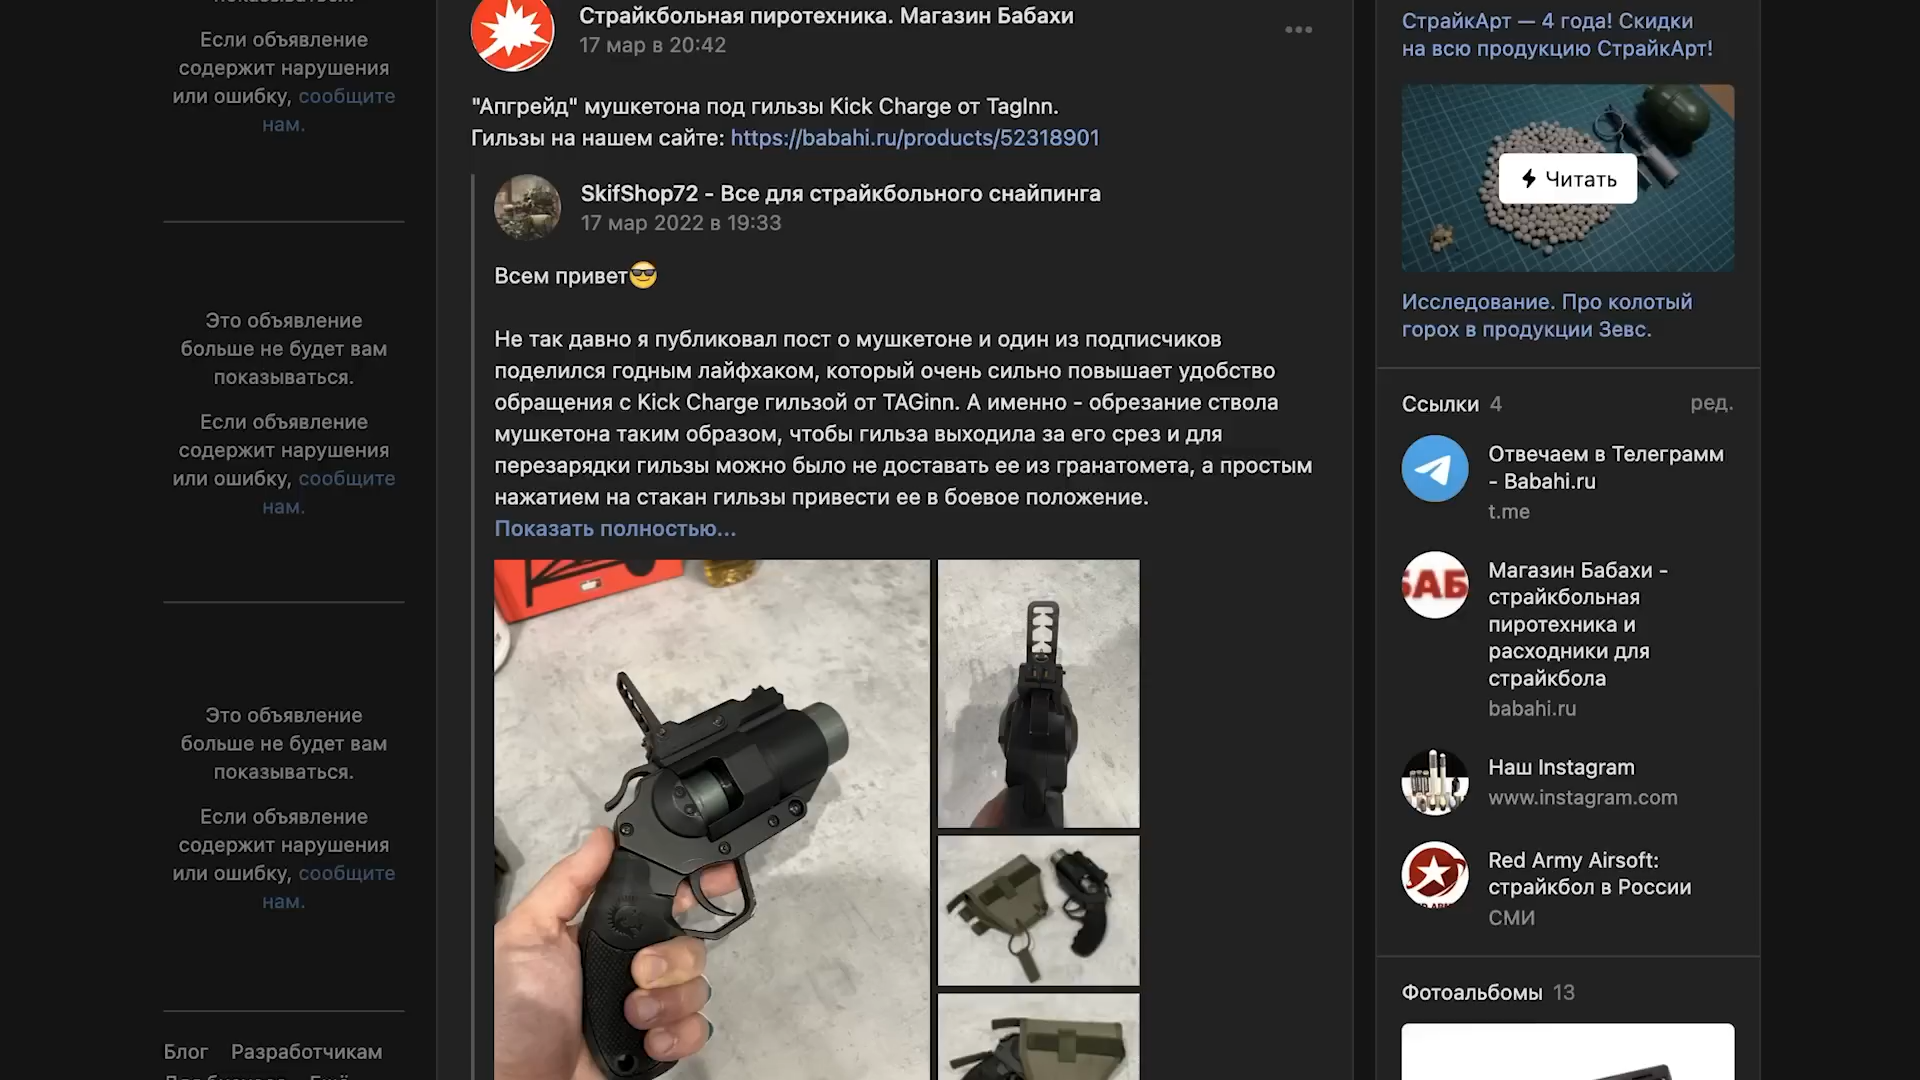 Если объявление
содержит нарушения
или ошибку, сообщите
нам.
Это объявление
больше не будет вам
показываться.
Если объявление
содержит нарушения
или ошибку, сообщите
нам.
Это объявление
больше не будет вам
показываться.
Если объявление
содержит нарушения
или ошибку, сообщите
нам.
Блог Разработчикам
Страйкбольная пиротехника. Магазин Бабахи
17 мар в 20:42
"Апгрейд" мушкетона под гильзы Kick Charge от TagInn.
Гильзы на нашем сайте: https://babahi.ru/products/52318901
SkifShop72 - Все для страйкбольного снайпинга
17 мар 2022 в 19:33
Всем привет😎
Не так давно я публиковал пост о мушкетоне и один из подписчиков
поделился годным лайфхаком, который очень сильно повышает удобство
обращения с Kick Charge гильзой от TAGinn. А именно - обрезание ствола
мушкетона таким образом, чтобы гильза выходила за его срез и для
перезарядки гильзы можно было не доставать ее из гранатомета, а простым
нажатием на стакан гильзы привести ее в боевое положение.
Показать полностью...
СтрайкАрт — 4 года! Скидки
на всю продукцию СтрайкАрт!
Читать
Исследование. Про колотый
горох в продукции Зевс.
Ссылки 4 ред.
Отвечаем в Телеграмм
- Babahi.ru
t.me
БАБ
Магазин Бабахи -
страйкбольная
пиротехника и
расходники для
страйкбола
babahi.ru
Наш Instagram
www.instagram.com
Red Army Airsoft:
страйкбол в России
СМИ
Фотоальбомы 13